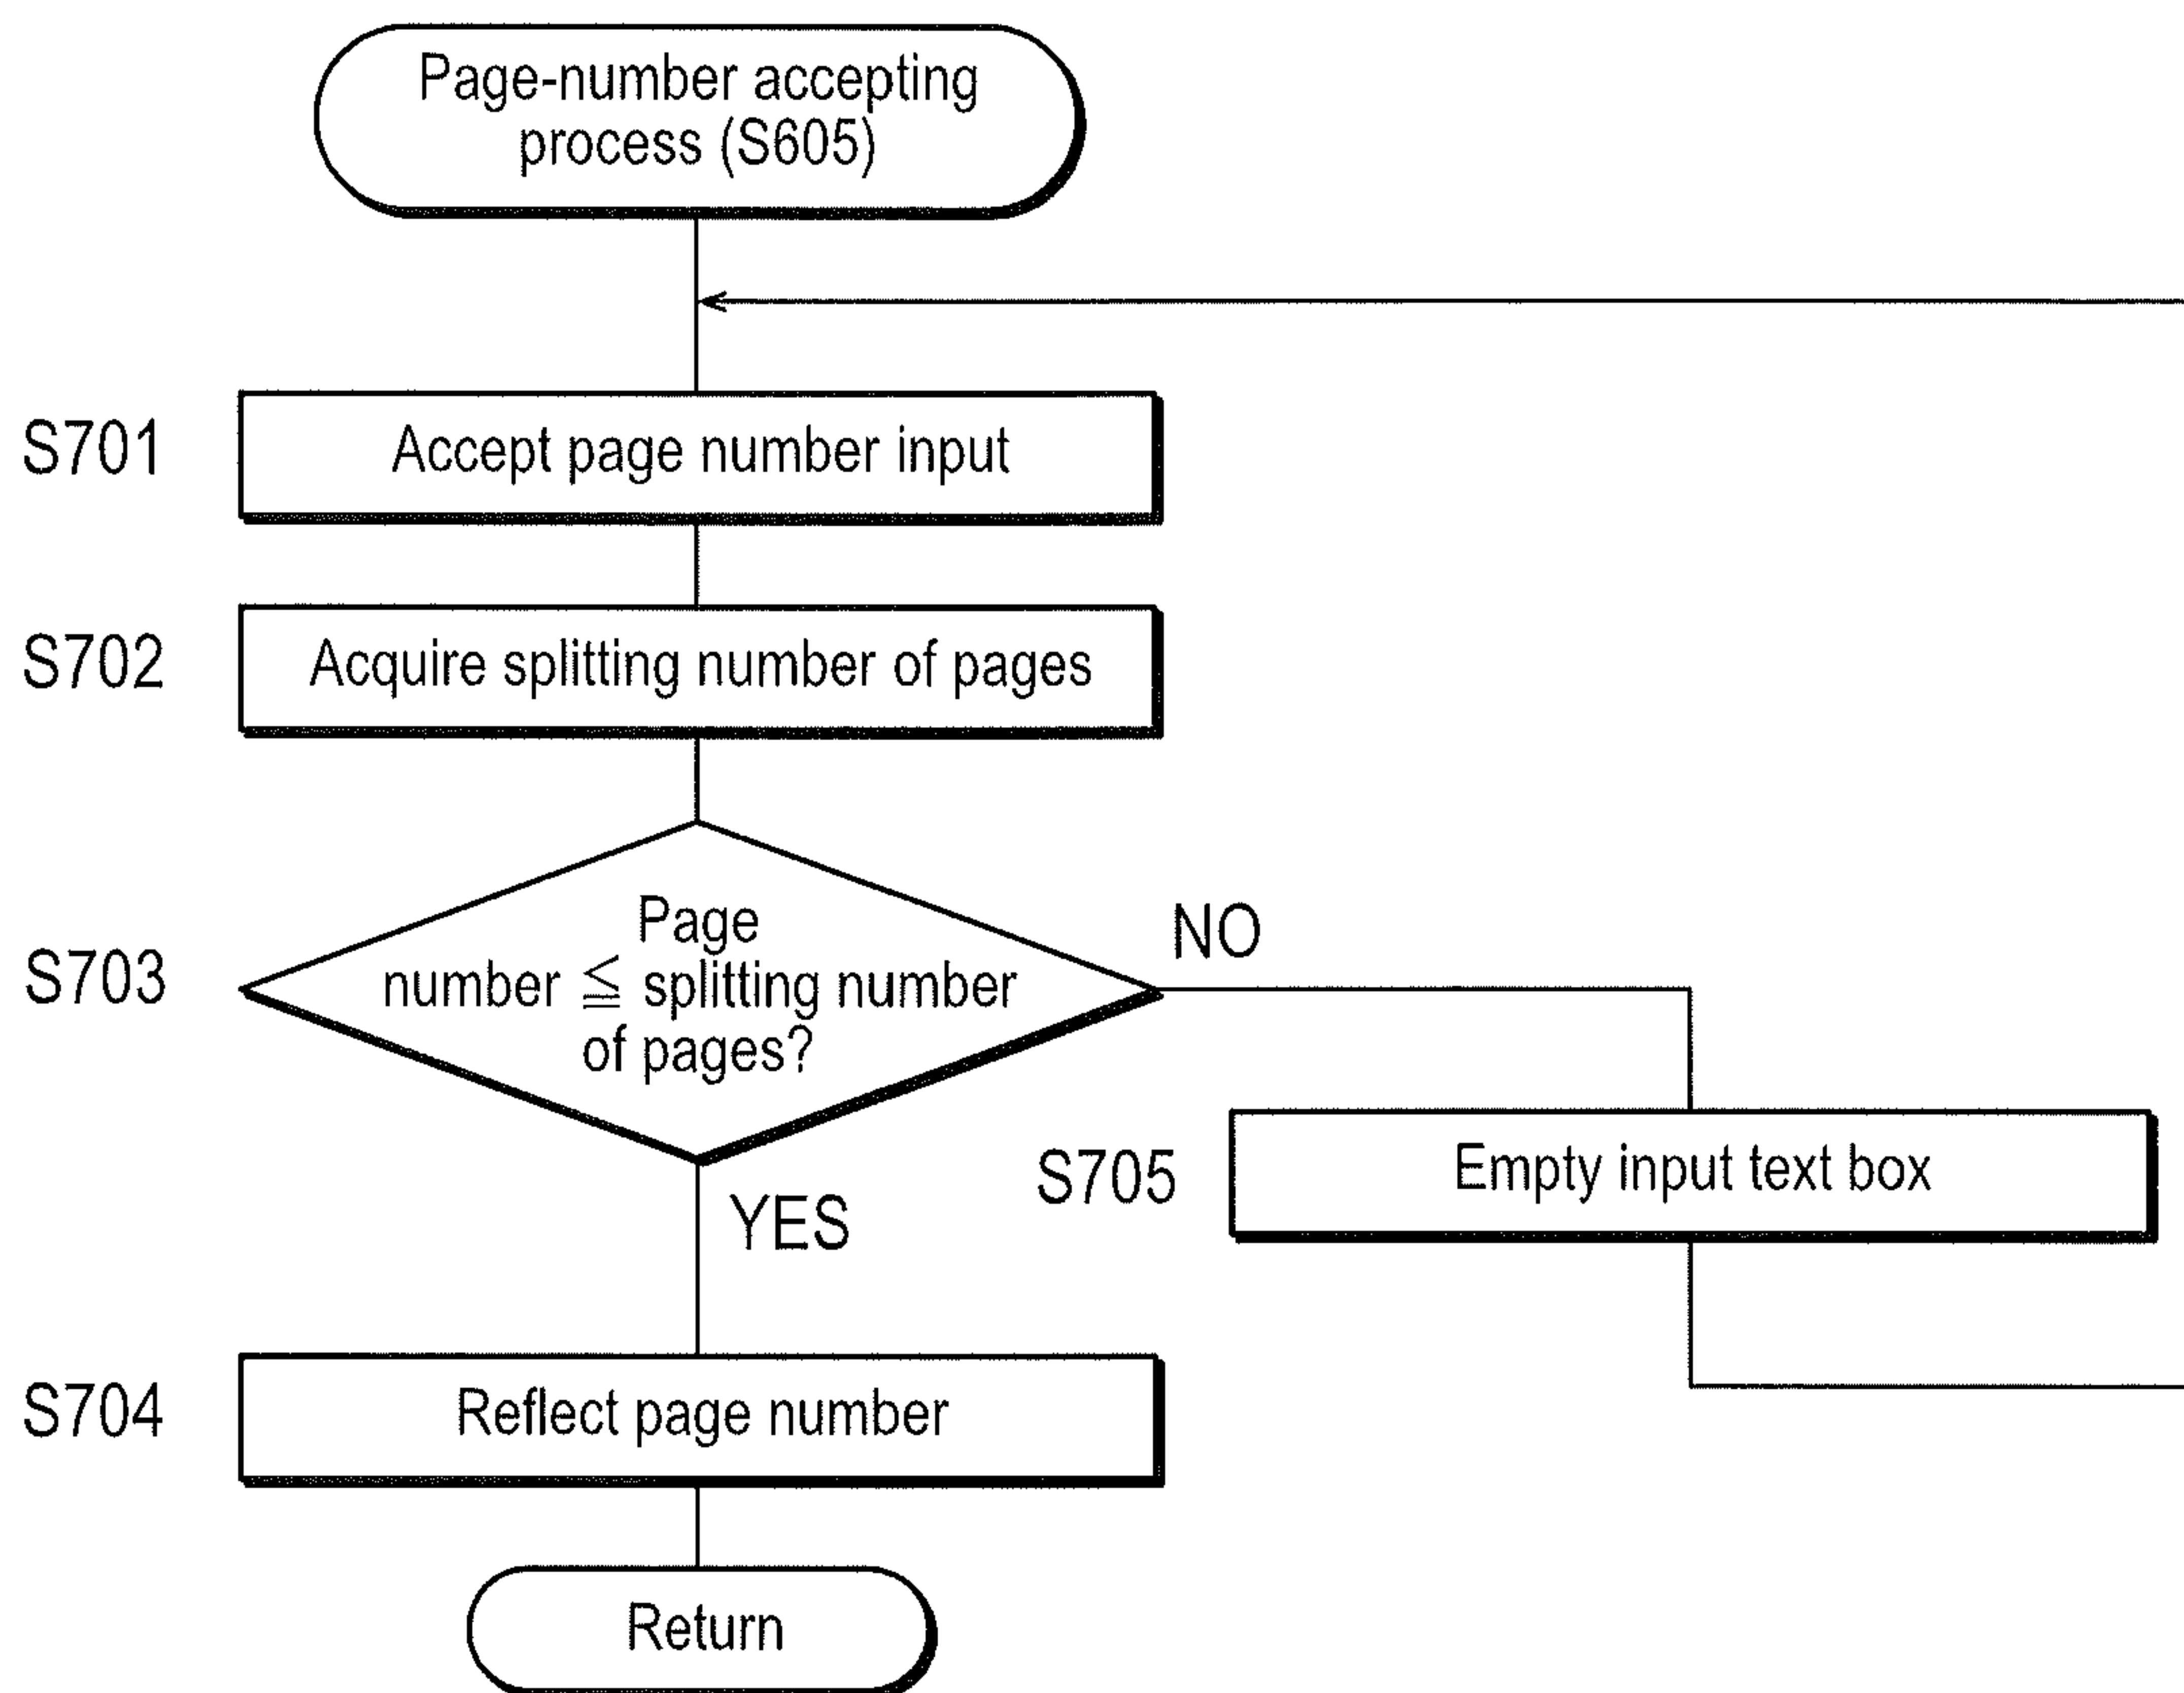 Page-number accepting
process (S605)
S701
Accept page number input
S702
Acquire splitting number of pages
S703
Page
number ≦ splitting number
of pages?
NO
YES
S705
Empty input text box
S704
Reflect page number
Return